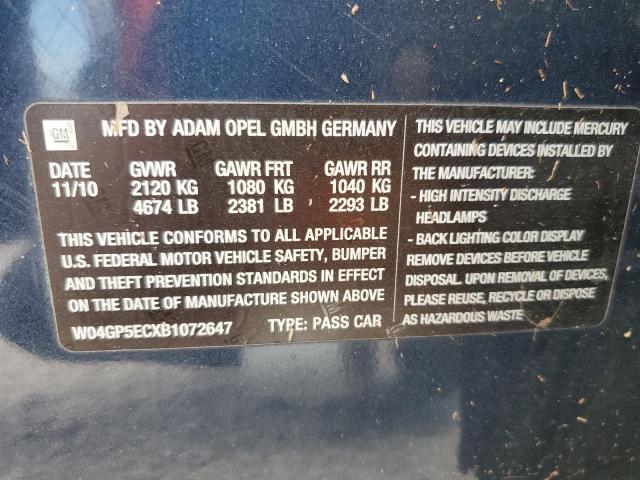 GM
MFD BY ADAM OPEL GMBH GERMANY
DATE GVWR GAWR FRT GAWR RR
11/10 2120 KG 1080 KG 1040 KG
4674 LB 2381 LB 2293 LB
THIS VEHICLE CONFORMS TO ALL APPLICABLE
U.S. FEDERAL MOTOR VEHICLE SAFETY, BUMPER
AND THEFT PREVENTION STANDARDS IN EFFECT
ON THE DATE OF MANUFACTURE SHOWN ABOVE
W04GP5ECXB1072647 TYPE: PASS CAR
THIS VEHICLE MAY INCLUDE MERCURY
CONTAINING DEVICES INSTALLED BY
THE MANUFACTURER:
- HIGH INTENSITY DISCHARGE
HEADLAMPS
- BACK LIGHTING COLOR DISPLAY
REMOVE DEVICES BEFORE VEHICLE
DISPOSAL. UPON REMOVAL OF DEVICES,
PLEASE REUSE, RECYCLE OR DISPOSE
AS HAZARDOUS WASTE